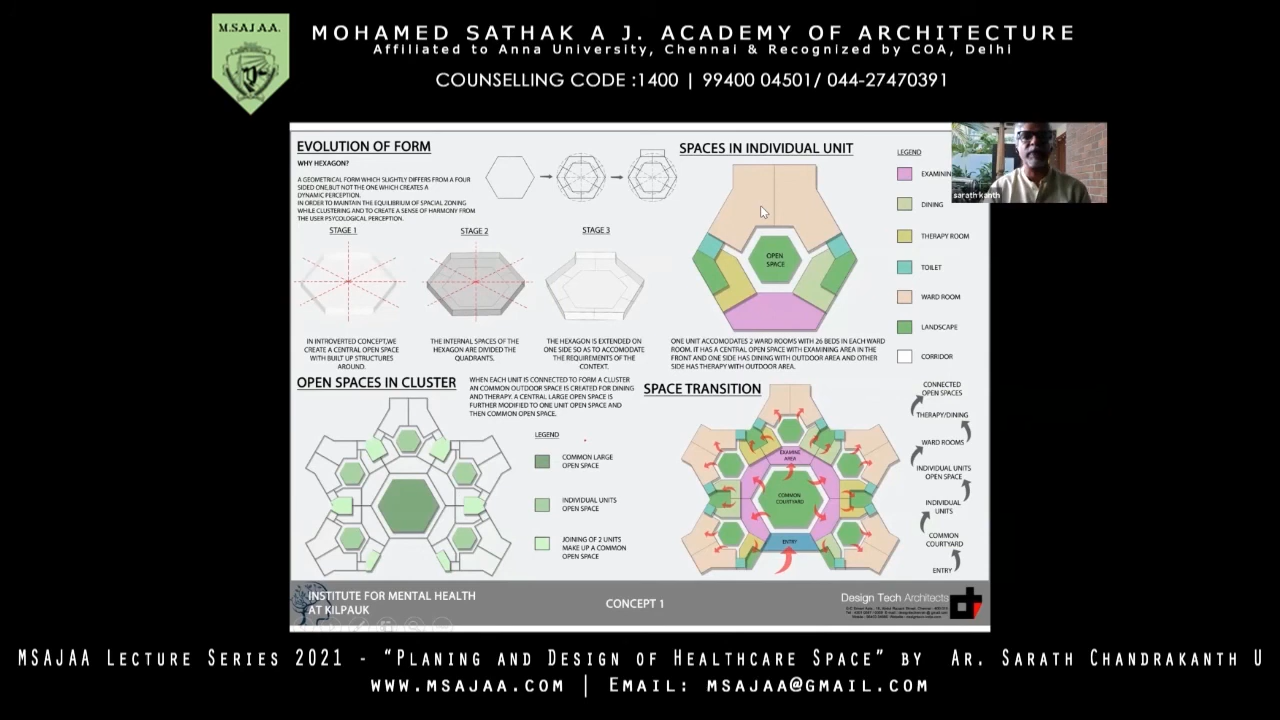 M.SAJAA.
MOHAMED SATHAK A J. ACADEMY OF ARCHITECTURE
Affiliated to Anna University, Chennai & Recognized by COA, Delhi
COUNSELLING CODE :1400 | 99400 04501/ 044-27470391
EVOLUTION OF FORM
WHY HEXAGON?
A GEOMETRICAL FORM WHICH SLIGHTLY DIFFERS FROM A FOUR
SIDED ONE,BUT NOT THE ONE WHICH CREATES A
DYNAMIC PERCEPTION.
IN ORDER TO MAINTAIN THE EQUILIBRIUM OF SPACIAL ZONING
WHILE CLUSTERING AND TO CREATE A SENSE OF HARMONY FROM
THE USER PSYCOLOGICAL PERCEPTION.
STAGE 1
STAGE 2
STAGE 3
IN INTROVERTED CONCEPT,WE
CREATE A CENTRAL OPEN SPACE
WITH BUILT UP STRUCTURES
AROUND.
THE INTERNAL SPACES OF THE
HEXAGON ARE DIVIDED THE
QUADRANTS.
THE HEXAGON IS EXTENDED ON
ONE SIDE SO AS TO ACCOMODATE
THE REQUIREMENTS OF THE
CONTEXT.
SPACES IN INDIVIDUAL UNIT
OPEN
SPACE
LEGEND
EXAMININ
DINING
THERAPY ROOM
TOILET
WARD ROOM
LANDSCAPE
CORRIDOR
sarath kanth
ONE UNIT ACCOMODATES 2 WARD ROOMS WITH 26 BEDS IN EACH WARD
ROOM. IT HAS A CENTRAL OPEN SPACE WITH EXAMINING AREA IN THE
FRONT AND ONE SIDE HAS DINING WITH OUTDOOR AREA AND OTHER
SIDE HAS THERAPY WITH OUTDOOR AREA.
OPEN SPACES IN CLUSTER
WHEN EACH UNIT IS CONNECTED TO FORM A CLUSTER
AN COMMON OUTDOOR SPACE IS CREATED FOR DINING
AND THERAPY. A CENTRAL LARGE OPEN SPACE IS
FURTHER MODIFIED TO ONE UNIT OPEN SPACE AND
THEN COMMON OPEN SPACE.
LEGEND
COMMON LARGE
OPEN SPACE
INDIVIDUAL UNITS
OPEN SPACE
JOINING OF 2 UNITS
MAKE UP A COMMON
OPEN SPACE
SPACE TRANSITION
EXAMINE
AREA
COMMON
COURTYARD
ENTRY
CONNECTED
OPEN SPACES
THERAPY/DINING
WARD ROOMS
INDIVIDUAL UNITS
OPEN SPACE
INDIVIDUAL
UNITS
COMMON
COURTYARD
ENTRY
INSTITUTE FOR MENTAL HEALTH
AT KILPAUK
CONCEPT 1
Design Tech Architects
MSAJAA Lecture Series 2021 - "Planing and Design of Healthcare Space" by Ar. Sarath Chandrakanth U
www.msajaa.com | Email: msajaa@gmail.com